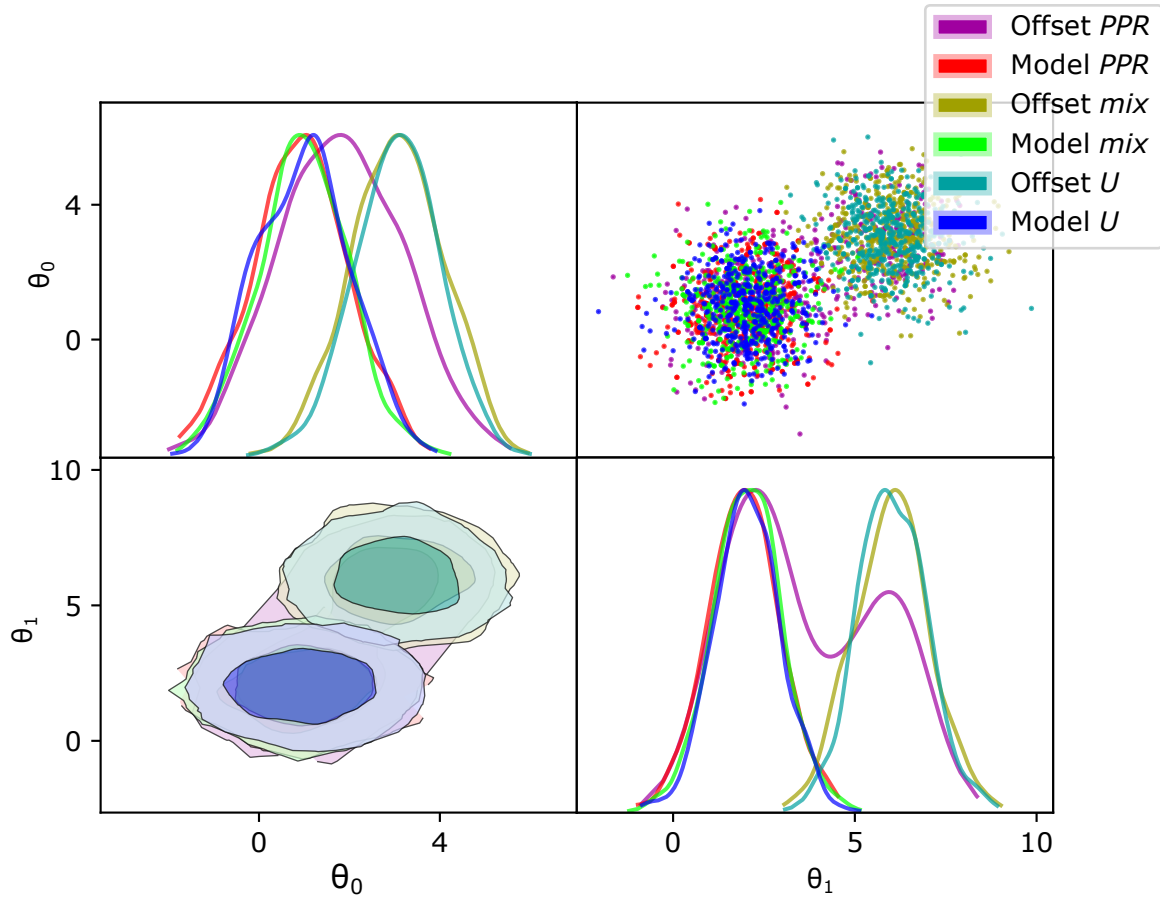 Offset PPR
Model PPR
Offset mix
Model mix
Offset U
Model U
4
0
θ₀
10
5
0
θ₁
0 4
θ₀
0 5 10
θ₁